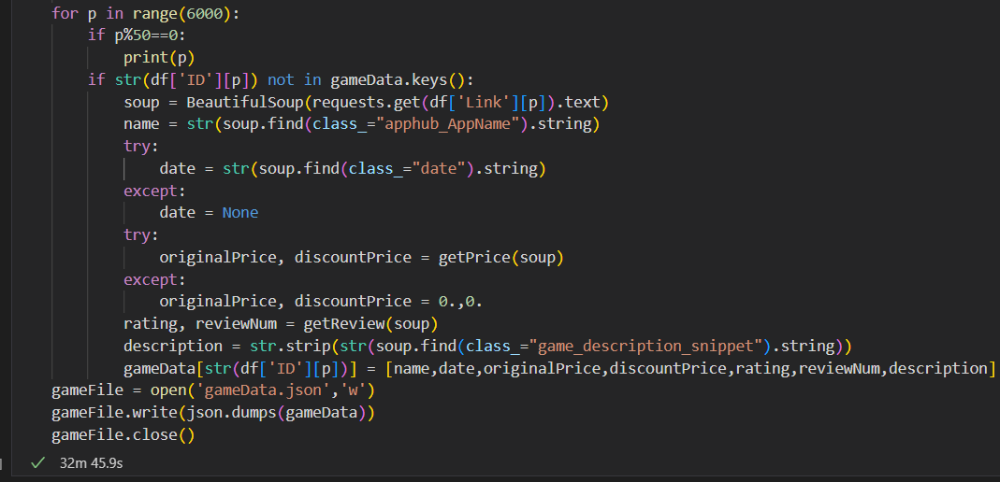 for p in range(6000):
    if p%50==0:
        print(p)
    if str(df['ID'][p]) not in gameData.keys():
        soup = BeautifulSoup(requests.get(df['Link'][p]).text)
        name = str(soup.find(class_="apphub_AppName").string)
        try:
            date = str(soup.find(class_="date").string)
        except:
            date = None
        try:
            originalPrice, discountPrice = getPrice(soup)
        except:
            originalPrice, discountPrice = 0.,0.
        rating, reviewNum = getReview(soup)
        description = str.strip(str(soup.find(class_="game_description_snippet").string))
        gameData[str(df['ID'][p])] = [name,date,originalPrice,discountPrice,rating,reviewNum,description]
gameFile = open('gameData.json','w')
gameFile.write(json.dumps(gameData))
gameFile.close()
✓ 32m 45.9s